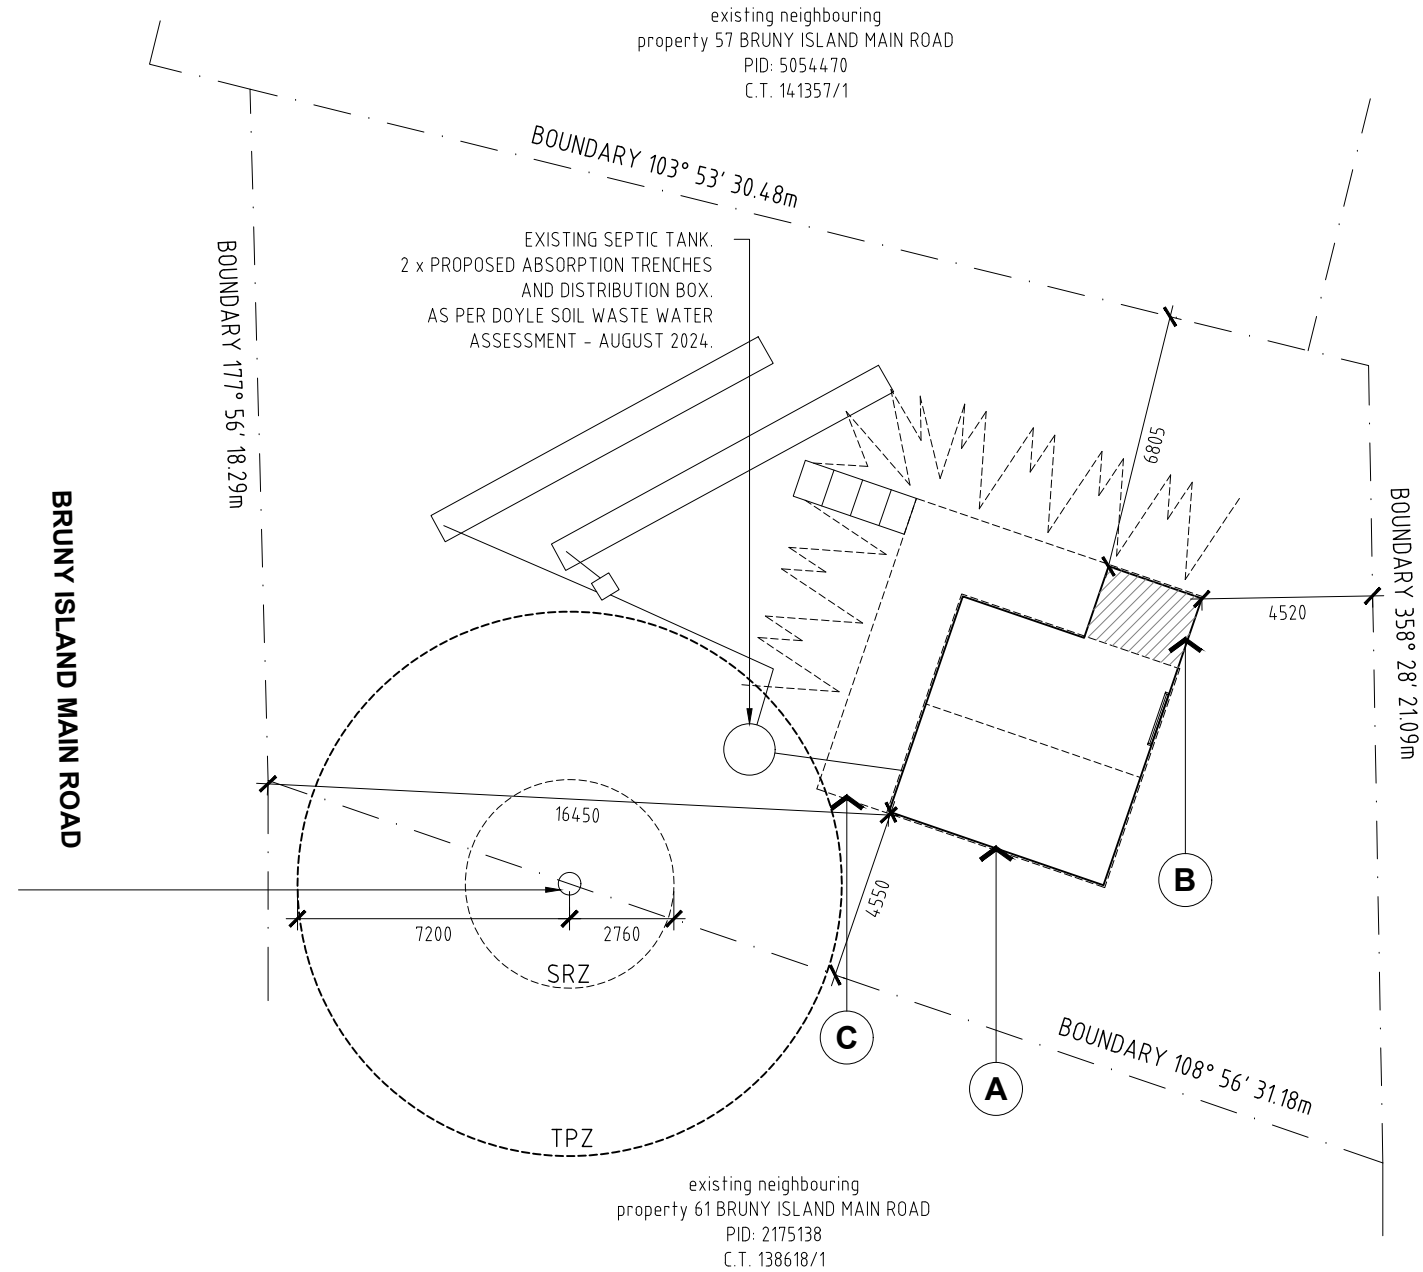 existing neighbouring
property 57 BRUNY ISLAND MAIN ROAD
PID: 5054470
C.T. 141357/1
BOUNDARY 103° 53' 30.48m
EXISTING SEPTIC TANK.
2 x PROPOSED ABSORPTION TRENCHES
AND DISTRIBUTION BOX.
AS PER DOYLE SOIL WASTE WATER
ASSESSMENT - AUGUST 2024.
BOUNDARY 177° 56' 18.29m
BRUNY ISLAND MAIN ROAD
6805
4520
BOUNDARY 358° 28' 21.09m
16450
4550
7200
2760
SRZ
TPZ
B
C
A
BOUNDARY 108° 56' 31.18m
existing neighbouring
property 61 BRUNY ISLAND MAIN ROAD
PID: 2175138
C.T. 138618/1